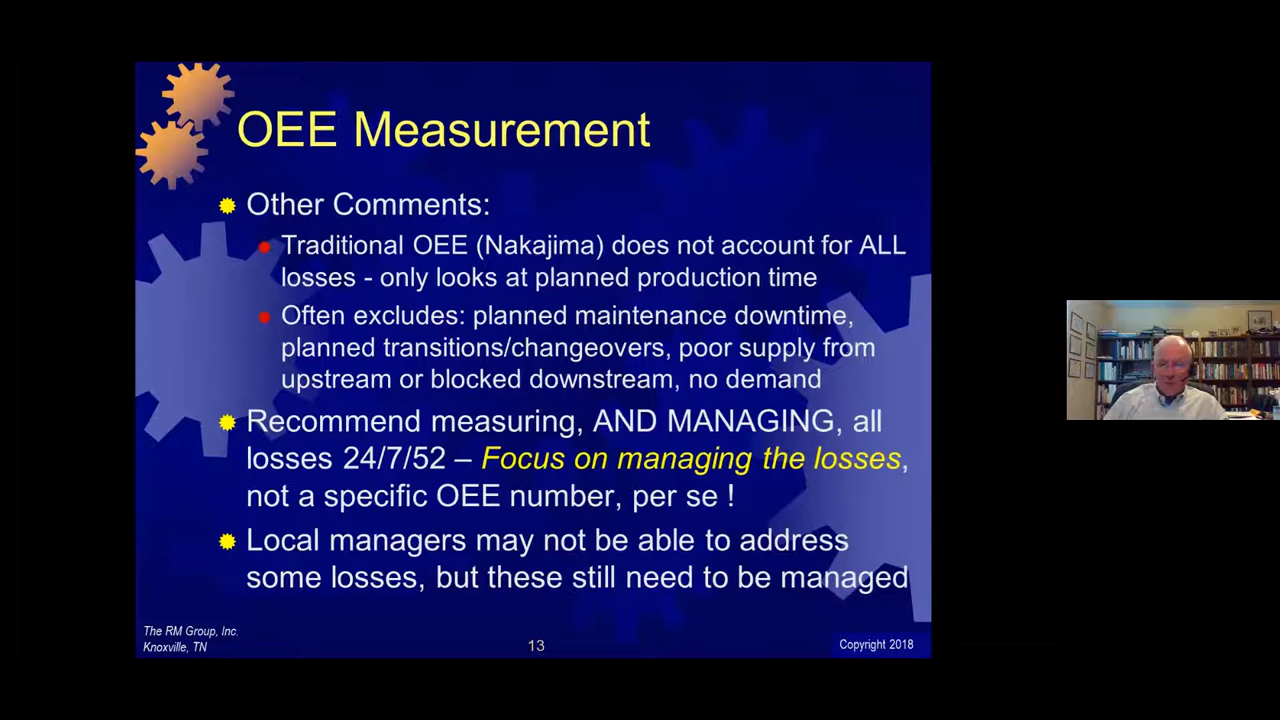 OEE Measurement
Other Comments:
Traditional OEE (Nakajima) does not account for ALL
losses - only looks at planned production time
Often excludes: planned maintenance downtime,
planned transitions/changeovers, poor supply from
upstream or blocked downstream, no demand
Recommend measuring, AND MANAGING, all
losses 24/7/52 – Focus on managing the losses,
not a specific OEE number, per se !
Local managers may not be able to address
some losses, but these still need to be managed
The RM Group, Inc.
Knoxville, TN
13
Copyright 2018